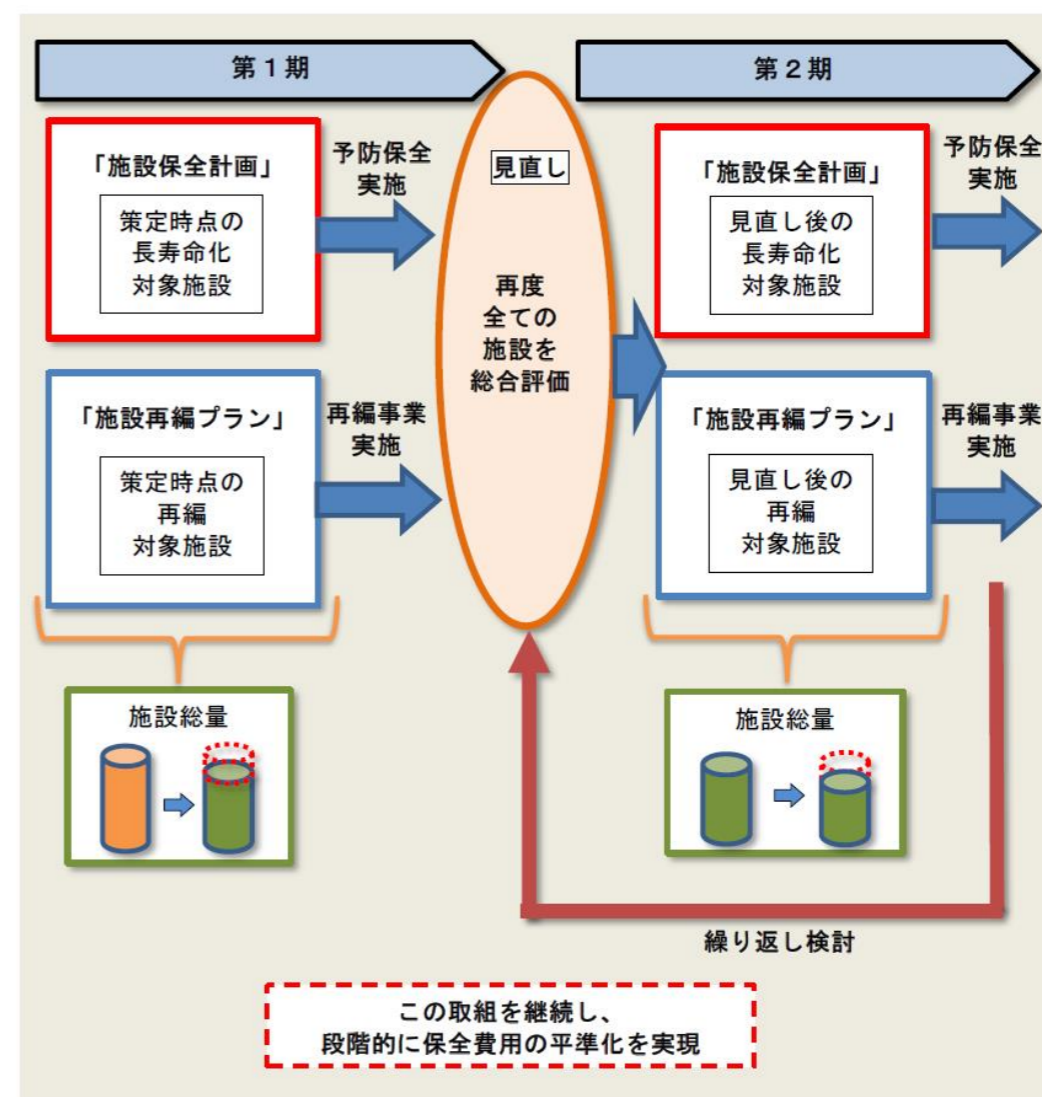 第１期
第２期
「施設保全計画」
策定時点の
長寿命化
対象施設
予防保全
実施
見直し
再度
全ての
施設を
総合評価
「施設保全計画」
見直し後の
長寿命化
対象施設
予防保全
実施
「施設再編プラン」
策定時点の
再編
対象施設
再編事業
実施
「施設再編プラン」
見直し後の
再編
対象施設
再編事業
実施
施設総量
施設総量
繰り返し検討
この取組を継続し、
段階的に保全費用の平準化を実現